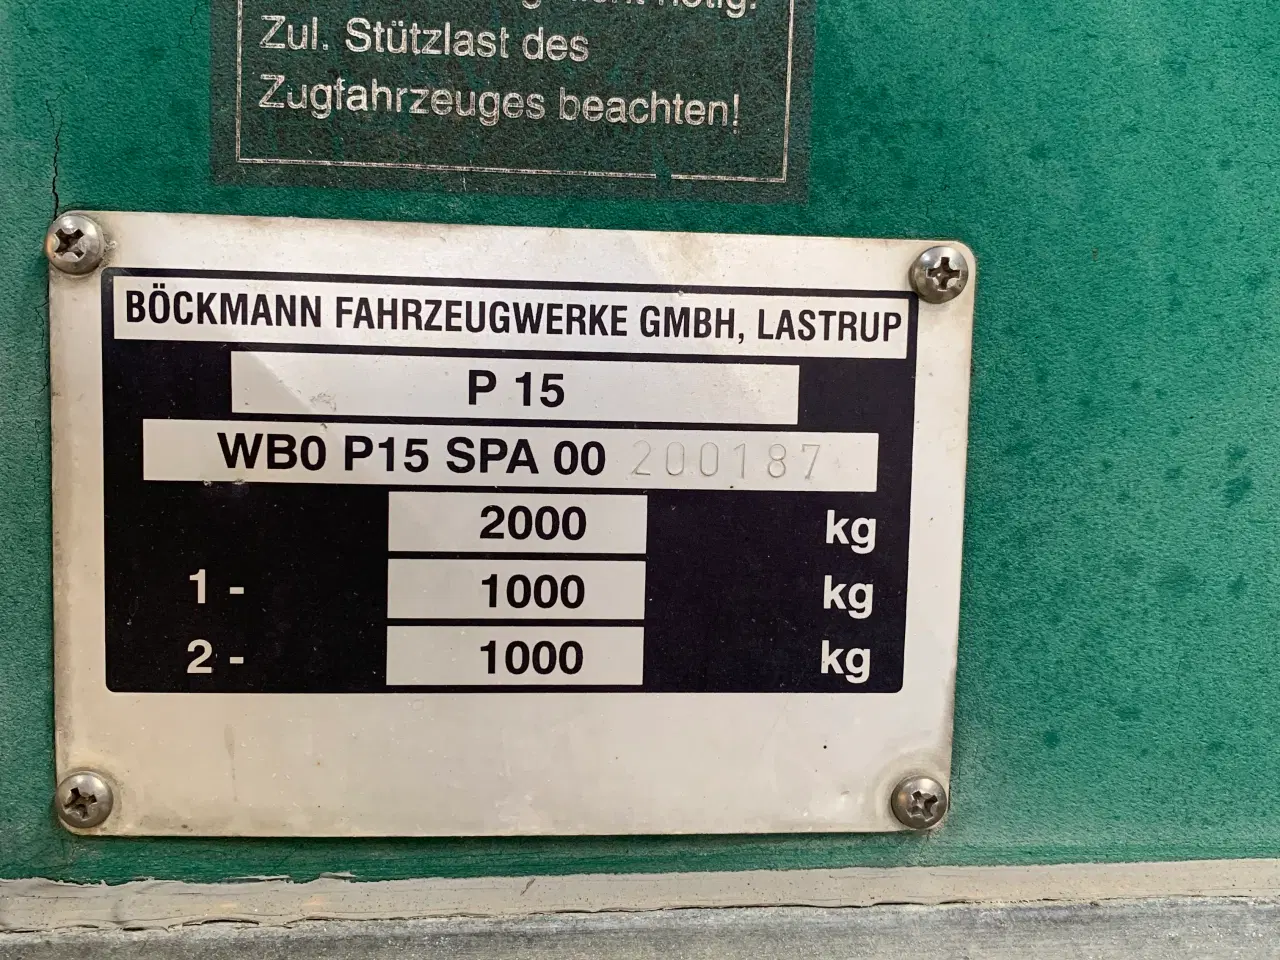 nötig.
Zul. Stützlast des
Zugfahrzeuges beachten!
BÖCKMANN FAHRZEUGWERKE GMBH, LASTRUP
P 15
WB0 P15 SPA 00 200187
2000 kg
1 - 1000 kg
2 - 1000 kg